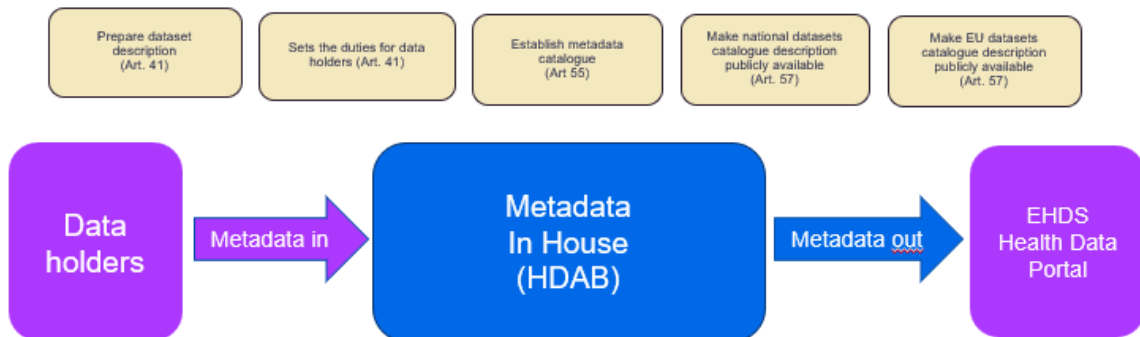 Prepare dataset
description
(Art. 41)
Sets the duties for data
holders (Art. 41)
Establish metadata
catalogue
(Art 55)
Make national datasets
catalogue description
publicly available
(Art. 57)
Make EU datasets
catalogue description
publicly available
(Art. 57)
Data
holders
Metadata in
Metadata
In House
(HDAB)
Metadata out
EHDS
Health Data
Portal